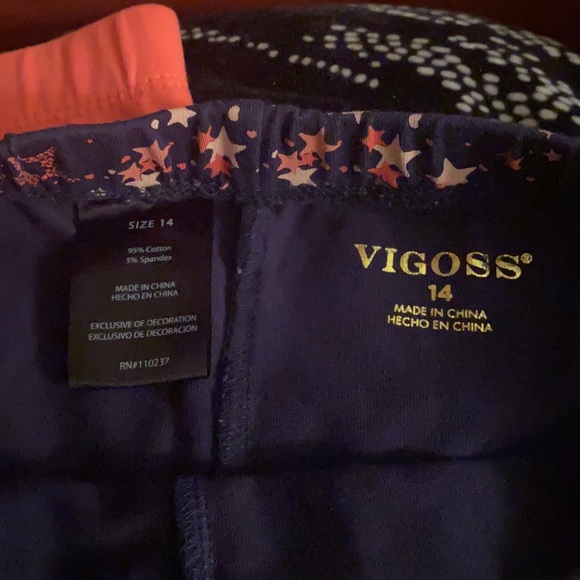 SIZE 14
95% Cotton
5% Spandex
MADE IN CHINA
HECHO EN CHINA
EXCLUSIVE OF DECORATION
EXCLUSIVO DE DECORACIÓN
RN#110237
VIGOSS®
14
MADE IN CHINA
HECHO EN CHINA